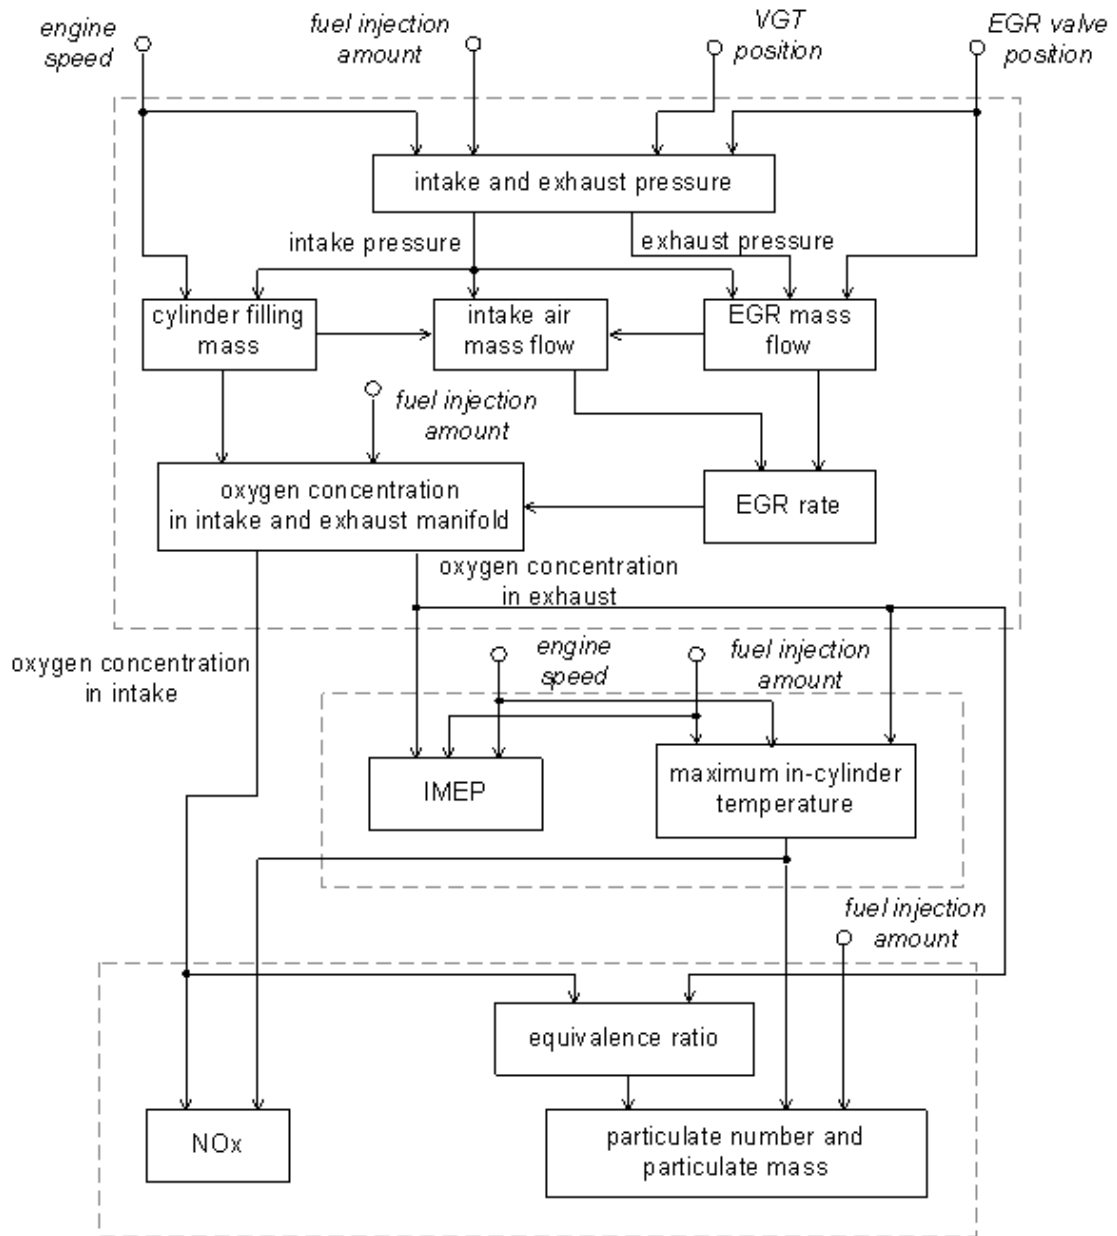 engine
speed
fuel injection
amount
VGT
position
EGR valve
position
intake and exhaust pressure
intake pressure
exhaust pressure
cylinder filling
mass
intake air
mass flow
EGR mass
flow
fuel injection
amount
oxygen concentration
in intake and exhaust manifold
EGR rate
oxygen concentration
in exhaust
oxygen concentration
in intake
engine
speed
fuel injection
amount
IMEP
maximum in-cylinder
temperature
fuel injection
amount
equivalence ratio
NOx
particulate number and
particulate mass